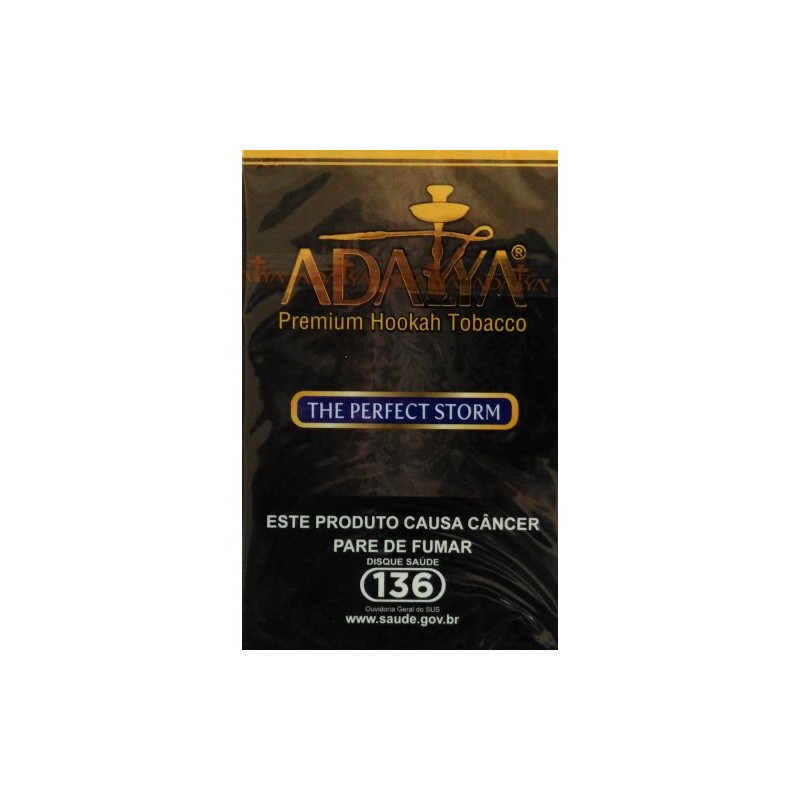 ADALYA®
Premium Hookah Tobacco
THE PERFECT STORM
ESTE PRODUTO CAUSA CÂNCER
PARE DE FUMAR
DISQUE SAÚDE
136
Ouvidoria Geral do SUS
www.saude.gov.br